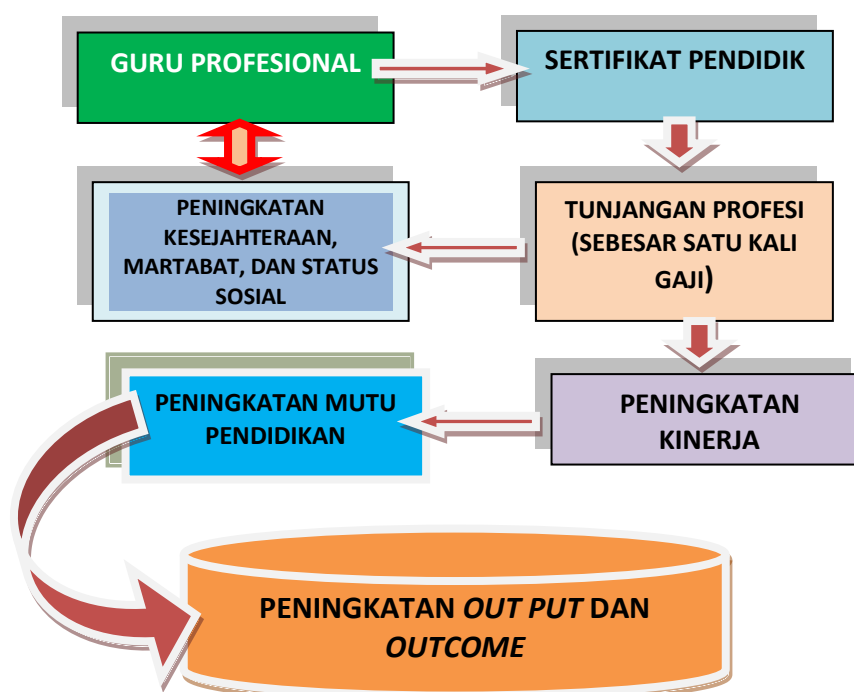 GURU PROFESIONAL
SERTIFIKAT PENDIDIK
PENINGKATAN
KESEJAHTERAAN,
MARTABAT, DAN STATUS
SOSIAL
TUNJANGAN PROFESI
(SEBESAR SATU KALI
GAJI)
PENINGKATAN MUTU
PENDIDIKAN
PENINGKATAN
KINERJA
PENINGKATAN OUT PUT DAN
OUTCOME